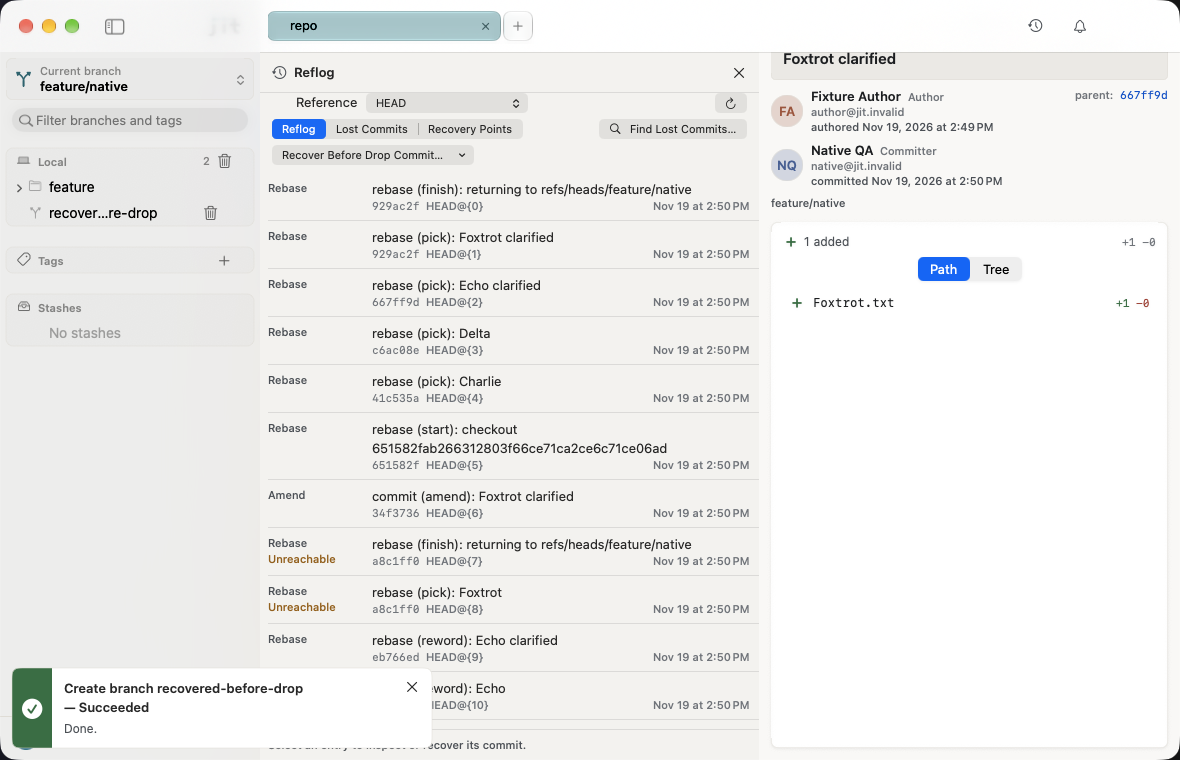 jit
repo
Current branch
feature/native
Filter branches and tags
Local 2
feature
recover...re-drop
Tags
Stashes
No stashes
Reflog
Reference HEAD
Reflog Lost Commits Recovery Points Find Lost Commits...
Recover Before Drop Commit...
Rebase rebase (finish): returning to refs/heads/feature/native
929ac2f HEAD@{0} Nov 19 at 2:50 PM
Rebase rebase (pick): Foxtrot clarified
929ac2f HEAD@{1} Nov 19 at 2:50 PM
Rebase rebase (pick): Echo clarified
667ff9d HEAD@{2} Nov 19 at 2:50 PM
Rebase rebase (pick): Delta
c6ac08e HEAD@{3} Nov 19 at 2:50 PM
Rebase rebase (pick): Charlie
41c535a HEAD@{4} Nov 19 at 2:50 PM
Rebase rebase (start): checkout
651582fab266312803f66ce71ca2ce6c71ce06ad
651582f HEAD@{5} Nov 19 at 2:50 PM
Amend commit (amend): Foxtrot clarified
34f3736 HEAD@{6} Nov 19 at 2:50 PM
Rebase rebase (finish): returning to refs/heads/feature/native
Unreachable a8c1ff0 HEAD@{7} Nov 19 at 2:50 PM
Rebase rebase (pick): Foxtrot
Unreachable a8c1ff0 HEAD@{8} Nov 19 at 2:50 PM
Rebase rebase (reword): Echo clarified
eb766ed HEAD@{9} Nov 19 at 2:50 PM
Echo
HEAD@{10} Nov 19 at 2:50 PM
recover its commit.
Create branch recovered-before-drop
— Succeeded
Done.
Foxtrot clarified
FA Fixture Author Author parent: 667ff9d
author@jit.invalid
authored Nov 19, 2026 at 2:49 PM
NQ Native QA Committer
native@jit.invalid
committed Nov 19, 2026 at 2:50 PM
feature/native
+ 1 added +1 −0
Path Tree
+ Foxtrot.txt +1 −0